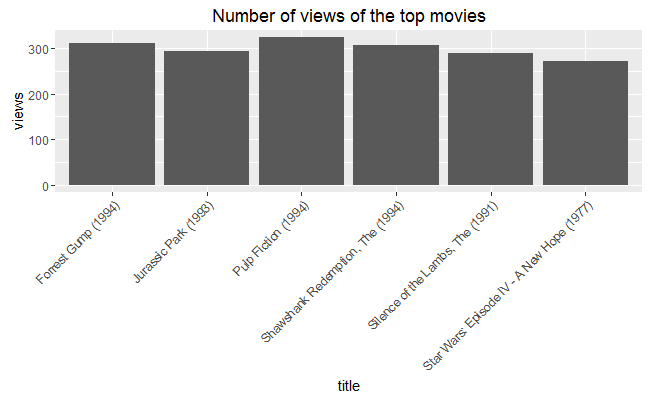 Number of views of the top movies
views
300
200
100
0
Forrest Gump (1994)
Jurassic Park (1993)
Pulp Fiction (1994)
Shawshank Redemption, The (1994)
Silence of the Lambs, The (1991)
Star Wars: Episode IV - A New Hope (1977)
title